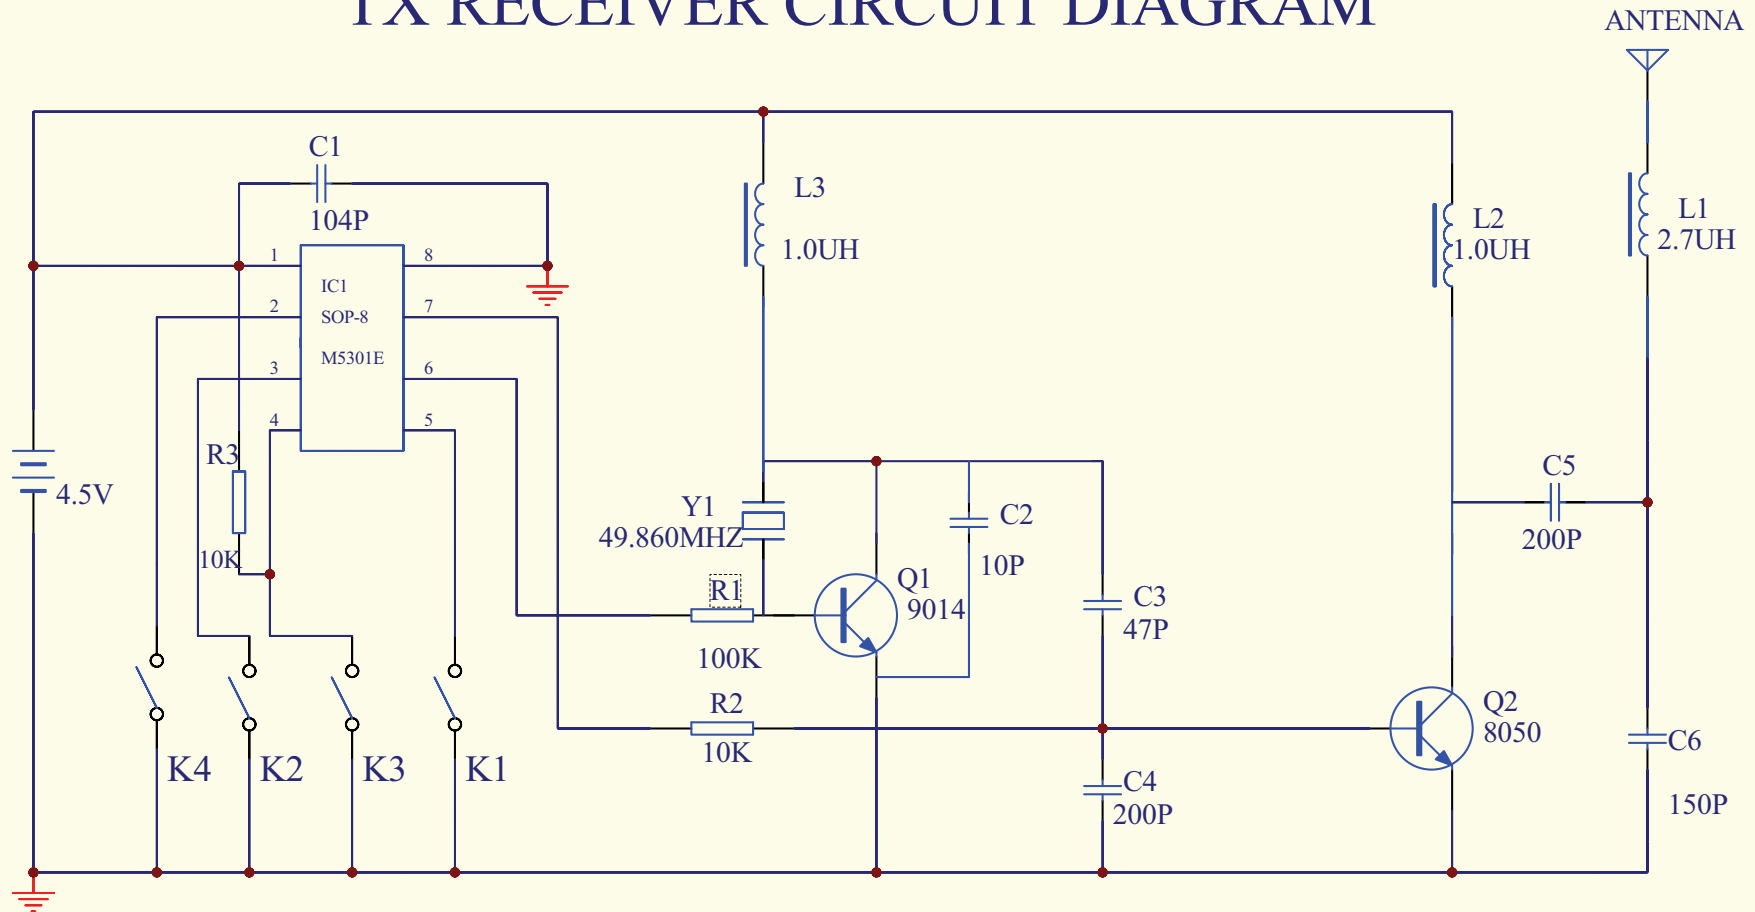 TX RECEIVER CIRCUIT DIAGRAM
ANTENNA
C1
104P
L3
1.0UH
L2
1.0UH
L1
2.7UH
1
8
IC1
2
SOP-8
7
M5301E
3
6
4
5
R3
10K
4.5V
Y1
49.860MHZ
C2
10P
C5
200P
R1
100K
Q1
9014
C3
47P
R2
10K
Q2
8050
C4
200P
C6
150P
K4
K2
K3
K1